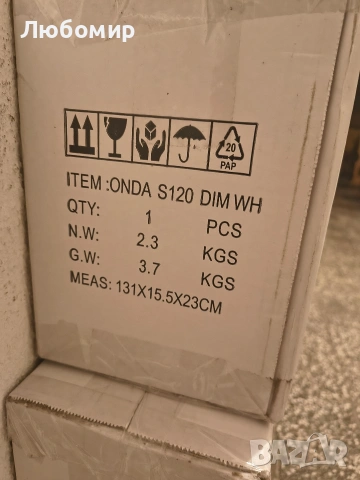 Любомир
20
PAP
ITEM :ONDA S120 DIM WH
QTY: 1 PCS
N.W: 2.3 KGS
G.W: 3.7 KGS
MEAS: 131X15.5X23CM
BAZAR